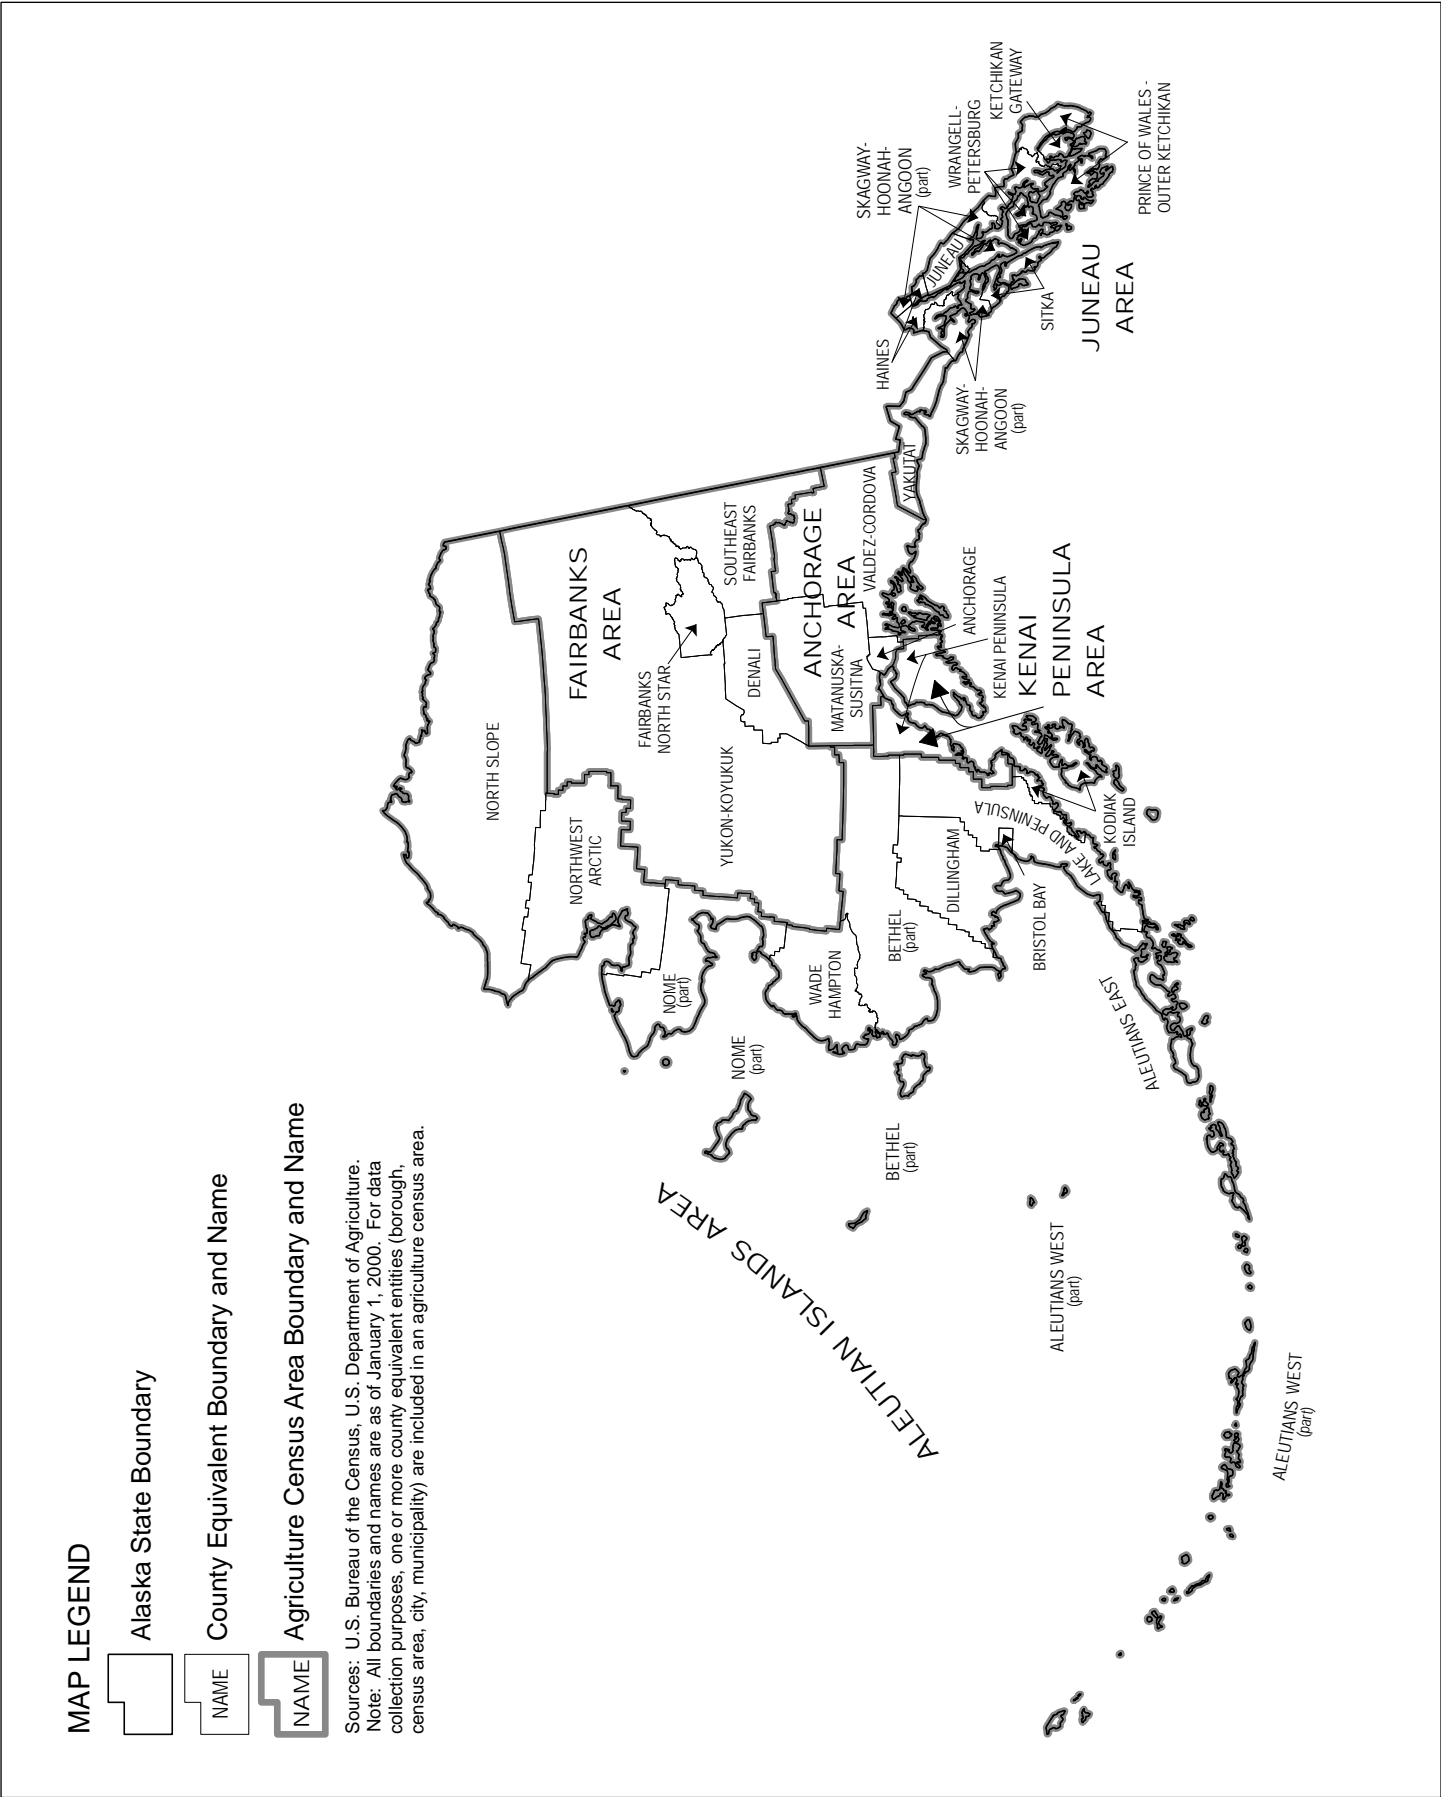 MAP LEGEND
Alaska State Boundary
NAME
County Equivalent Boundary and Name
NAME
Agriculture Census Area Boundary and Name
Sources: U.S. Bureau of the Census, U.S. Department of Agriculture.
Note: All boundaries and names are as of January 1, 2000. For data
collection purposes, one or more county equivalent entities (borough,
census area, city, municipality) are included in an agriculture census area.
NORTH SLOPE
NORTHWEST
ARCTIC
FAIRBANKS
AREA
FAIRBANKS
NORTH STAR
SOUTHEAST
FAIRBANKS
DENALI
YUKON-KOYUKUK
NOME
(part)
NOME
(part)
WADE
HAMPTON
BETHEL
(part)
BETHEL
(part)
DILLINGHAM
BRISTOL BAY
LAKE AND PENINSULA
ANCHORAGE
AREA
MATANUSKA-
SUSITNA
VALDEZ-CORDOVA
ANCHORAGE
KENAI PENINSULA
KENAI
PENINSULA
AREA
KODIAK
ISLAND
YAKUTAT
SKAGWAY-
HOONAH-
ANGOON
(part)
HAINES
JUNEAU
SKAGWAY-
HOONAH-
ANGOON
(part)
WRANGELL-
PETERSBURG
KETCHIKAN
GATEWAY
PRINCE OF WALES -
OUTER KETCHIKAN
SITKA
JUNEAU
AREA
ALEUTIAN ISLANDS AREA
ALEUTIANS EAST
ALEUTIANS WEST
(part)
ALEUTIANS WEST
(part)